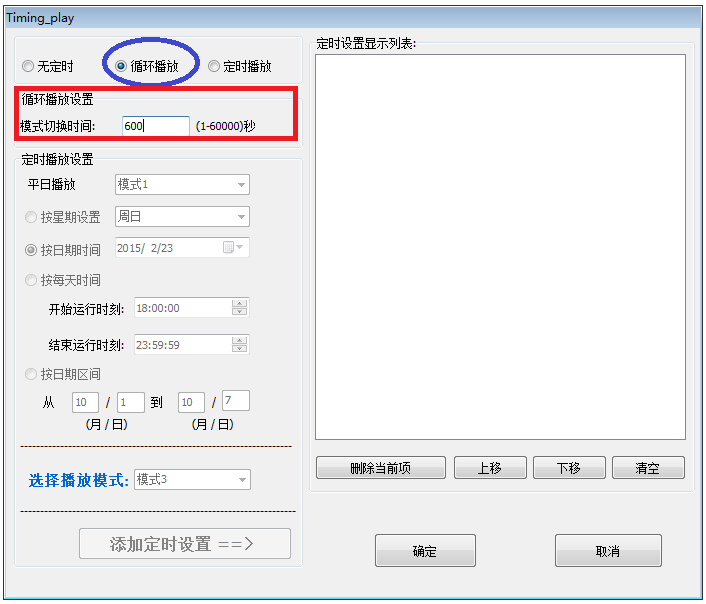 Timing_play
无定时 循环播放 定时播放
循环播放设置
模式切换时间: 600 (1-60000)秒
定时播放设置
平日播放 模式1
按星期设置 周日
按日期时间 2015/ 2/23
按每天时间
开始运行时刻: 18:00:00
结束运行时刻: 23:59:59
按日期区间
从 10 / 1 到 10 / 7
(月/日) (月/日)
选择播放模式: 模式3
添加定时设置 ==>
定时设置显示列表:
删除当前项 上移 下移 清空
确定 取消